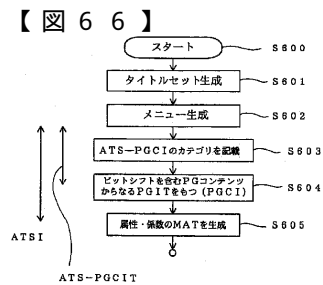 【図６６】
スタート
S600
タイトルセット生成
S601
メニュー生成
S602
ATS-PGCIのカテゴリを記載
S603
ビットシフトを含むPGコンテンツ
からなるPGITをもつ（PGCI）
S604
属性・係数のMATを生成
S605
ATSI
ATS-PGCIT